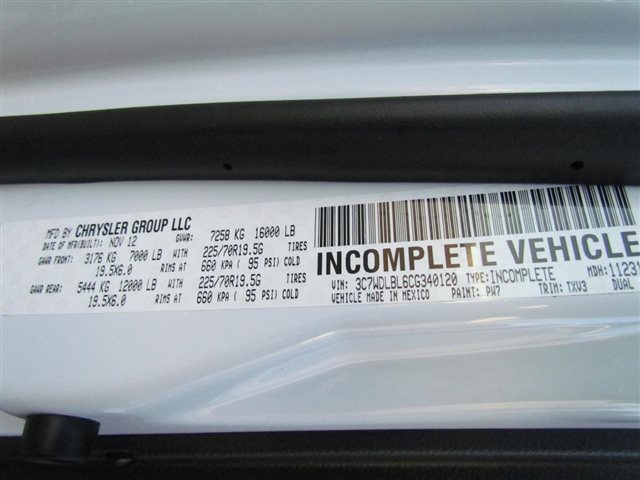 MFD BY CHRYSLER GROUP LLC
DATE OF MFR(BUILT): NOV 12 GVWR: 7258 KG 16000 LB
GAWR FRONT: 3176 KG 7000 LB WITH 225/70R19.5G TIRES
19.5X6.0 RIMS AT 660 KPA ( 95 PSI) COLD
GAWR REAR: 5444 KG 12000 LB WITH 225/70R19.5G TIRES
19.5X6.0 RIMS AT 660 KPA ( 95 PSI) COLD
INCOMPLETE VEHICLE
VIN: 3C7WDLBL6CG340120 TYPE:INCOMPLETE MDH:
VEHICLE MADE IN MEXICO PAINT: PW7 TRIM: TXV3 DUAL